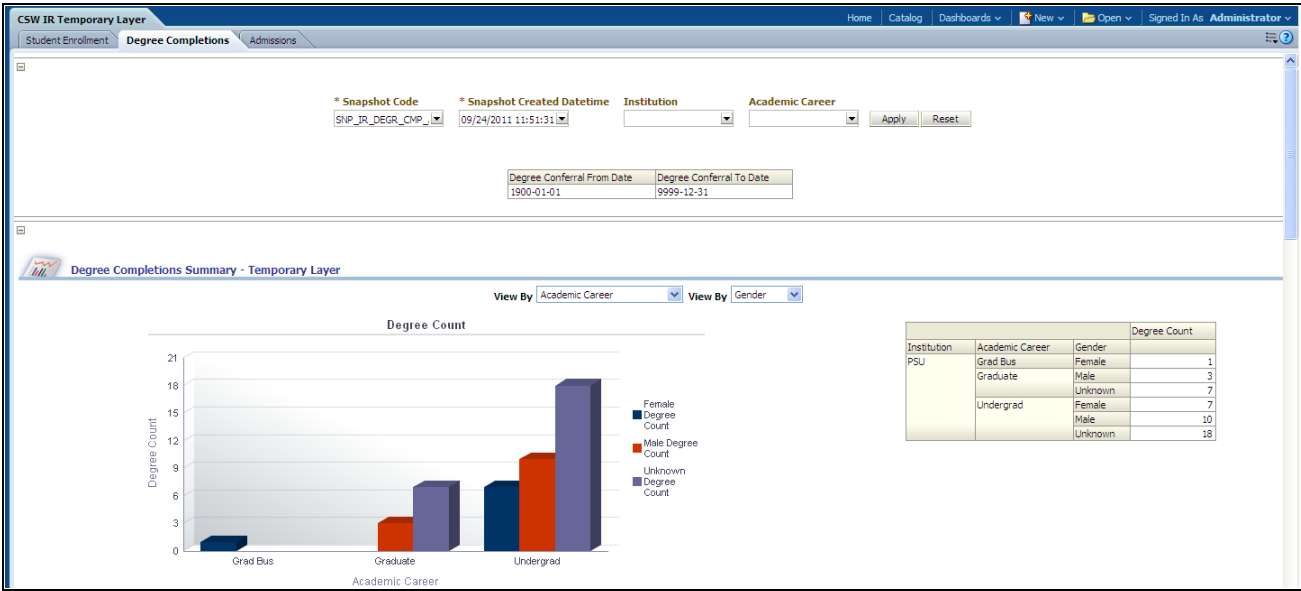 CSW IR Temporary Layer
Home Catalog Dashboards New Open Signed In As Administrator
Student Enrollment Degree Completions Admissions
* Snapshot Code * Snapshot Created Datetime Institution Academic Career
SNP_IR_DEGR_CMP_ 09/24/2011 11:51:31 Apply Reset
Degree Conferral From Date Degree Conferral To Date
1900-01-01 9999-12-31
Degree Completions Summary - Temporary Layer
View By Academic Career View By Gender
Degree Count
21
18
15
12
9
6
3
0
Degree Count
Grad Bus Graduate Undergrad
Academic Career
Female
Degree
Count
Male Degree
Count
Unknown
Degree
Count
Degree Count
Institution Academic Career Gender
PSU Grad Bus Female 1
Graduate Male 3
Unknown 7
Undergrad Female 7
Male 10
Unknown 18